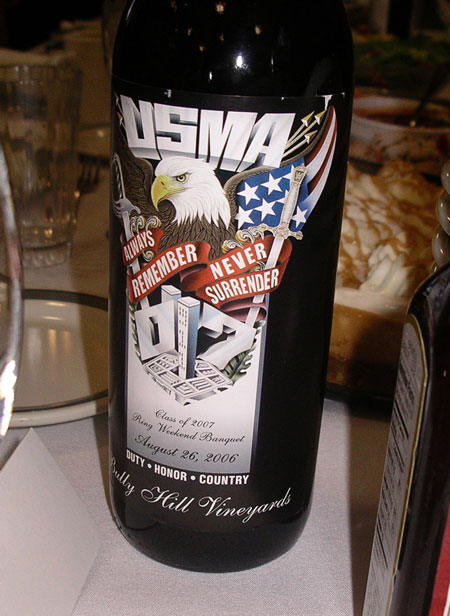 USMA
ALWAYS REMEMBER
NEVER SURRENDER
07
Class of 2007
Ring Weekend Banquet
August 26, 2006
DUTY • HONOR • COUNTRY
Bully Hill Vineyards